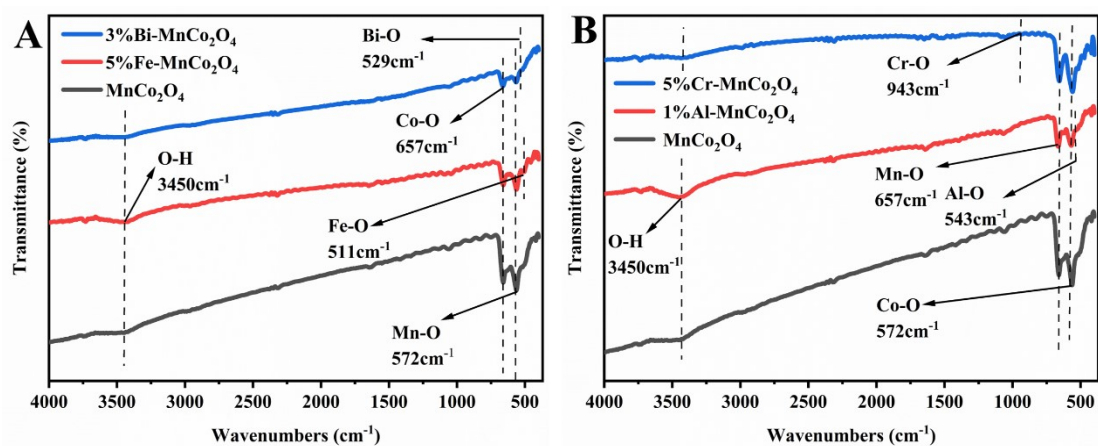 A
3%Bi-MnCo₂O₄
5%Fe-MnCo₂O₄
MnCo₂O₄
Bi-O
529cm⁻¹
Co-O
657cm⁻¹
O-H
3450cm⁻¹
Fe-O
511cm⁻¹
Mn-O
572cm⁻¹
Transmittance (%)
4000 3500 3000 2500 2000 1500 1000 500
Wavenumbers (cm⁻¹)
B
Cr-O
943cm⁻¹
5%Cr-MnCo₂O₄
1%Al-MnCo₂O₄
MnCo₂O₄
Mn-O
657cm⁻¹
Al-O
543cm⁻¹
O-H
3450cm⁻¹
Co-O
572cm⁻¹
Transmittance (%)
4000 3500 3000 2500 2000 1500 1000 500
Wavenumbers (cm⁻¹)